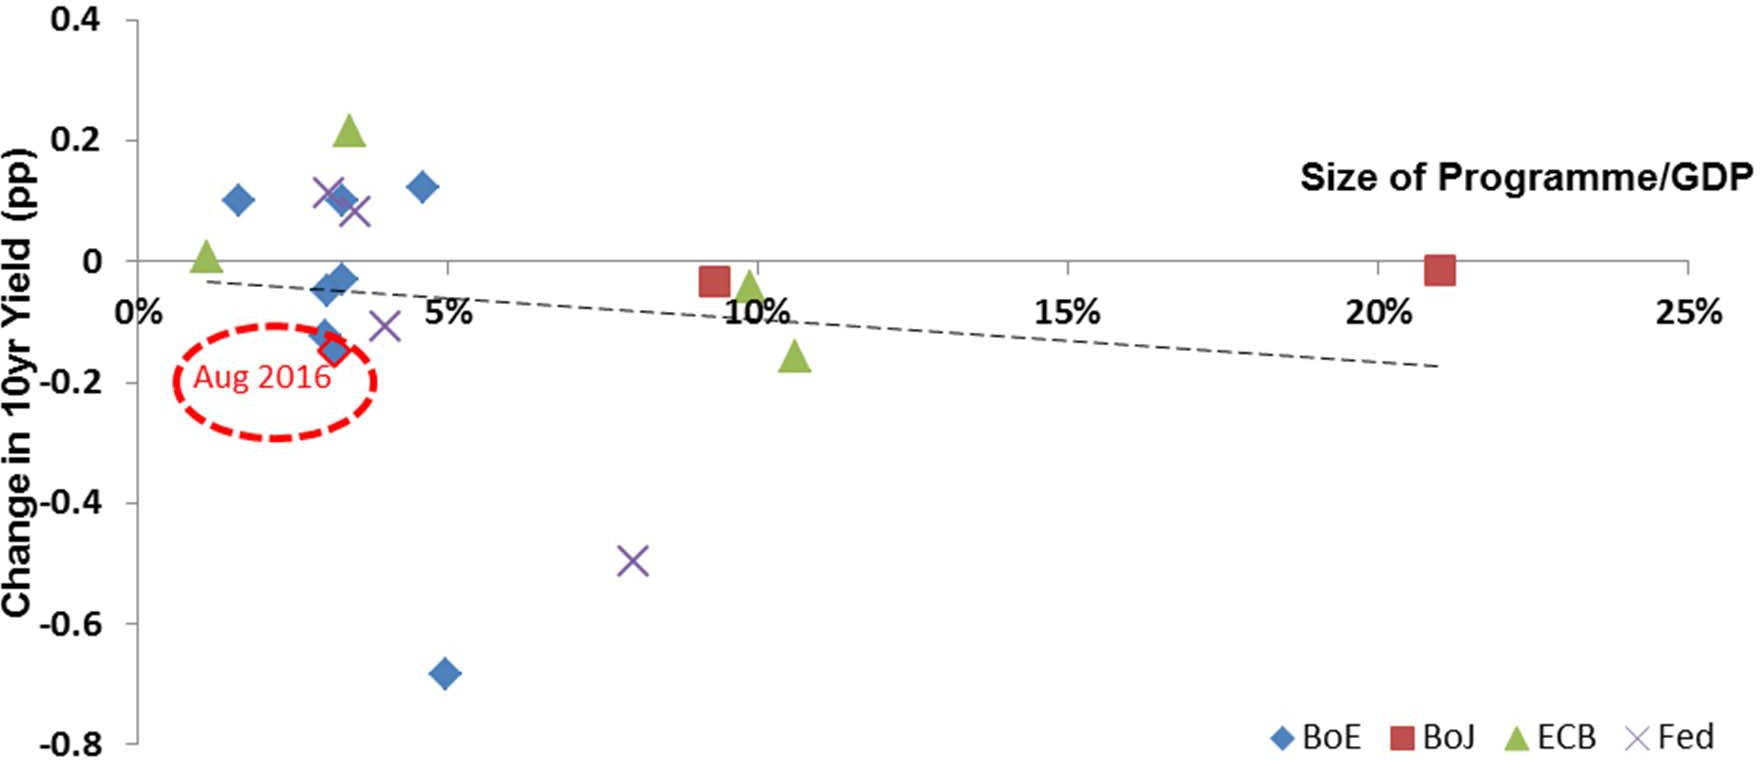 Change in 10yr Yield (pp)
0.4
0.2
0
-0.2
-0.4
-0.6
-0.8
Size of Programme/GDP
0%
5%
10%
15%
20%
25%
Aug 2016
BoE
BoJ
ECB
Fed